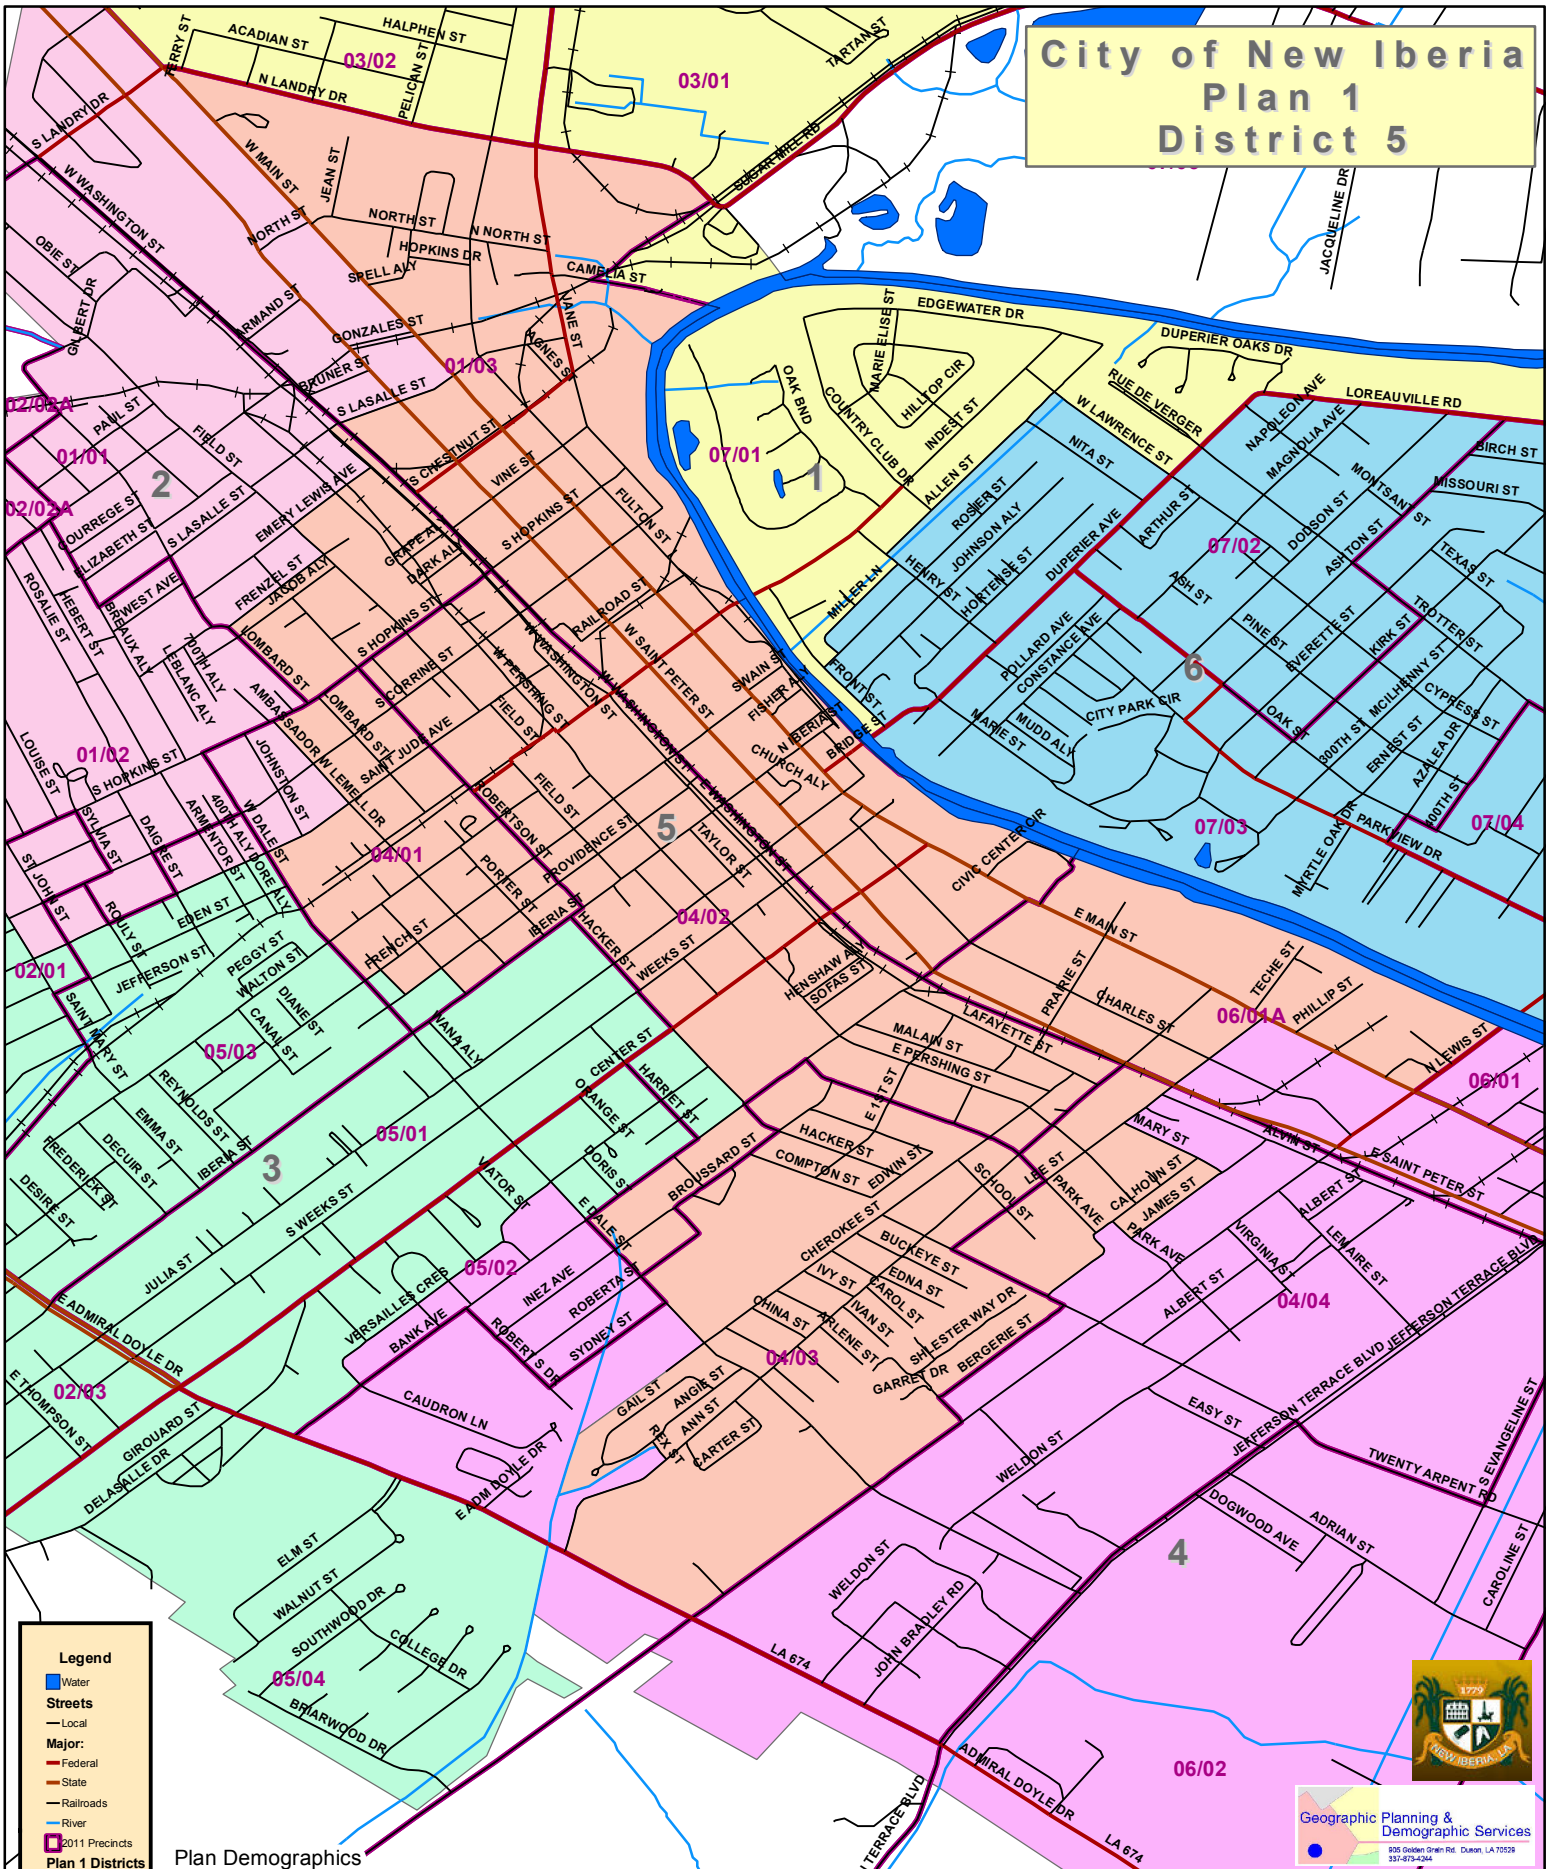 City of New Iberia
Plan 1
District 5
TERRY ST
ACADIAN ST
HALPHEN ST
03/02
PELICAN ST
N LANDRY DR
03/01
TARTAN ST
SUGAR MILL RD
S LANDRY DR
W MAIN ST
JEAN ST
W WASHINGTON ST
NORTH ST
NORTH ST
N NORTH ST
HOPKINS DR
SPELL ALY
CAMELIA ST
JACQUELINE DR
OBIE ST
GILBERT DR
ARMAND ST
GONZALES ST
JANE ST
AGNES ST
BRUNER ST
01/03
S LASALLE ST
EDGEWATER DR
MARIE ELISE ST
DUPERIER OAKS DR
OAK BND
HILLTOP CIR
COUNTRY CLUB DR
INDEST ST
RUE DE VERGER
W LAWRENCE ST
NAPOLEON AVE
LOREAUVILLE RD
MAGNOLIA AVE
02/02A
PAUL ST
01/01
FIELD ST
2
02/02A
COURREGE ST
ELIZABETH ST
S LASALLE ST
EMERY LEWIS AVE
S CHESTNUT ST
VINE ST
S HOPKINS ST
FULTON ST
07/01
1
ALLEN ST
NITA ST
BIRCH ST
MISSOURI ST
MONTSANT ST
ROSIER ST
JOHNSON ALY
ARTHUR ST
DUPERIER AVE
07/02
DODSON ST
ASHTON ST
TEXAS ST
GRAPE ALY
DARK ALY
FRENZEL ST
JACOB ALY
WEST AVE
ROSALIE ST
HEBERT ST
BREAUX ALY
700TH ALY
LEBLANC ALY
LOMBARD ST
S HOPKINS ST
RAILROAD ST
W SAINT PETER ST
W WASHINGTON ST
W PERSHING ST
HENRY ST
HORTENSE ST
MILLER LN
ASH ST
PINE ST
EVERETTE ST
KIRK ST
TROTTER ST
POLLARD AVE
CONSTANCE AVE
6
MCILHENNY ST
CYPRESS ST
SWAIN ST
FISHER ALY
FRONT ST
N IBERIA ST
BRIDGE ST
MARIE ST
MUDD ALY
CITY PARK CIR
OAK ST
300TH ST
ERNEST ST
AZALEA DR
400TH ST
S CORRINE ST
AMBASSADOR W LEMELL DR
LOMBARD ST
SAINT JUDE AVE
FIELD ST
W WASHINGTON ST
CHURCH ALY
01/02
LOUISE ST
S HOPKINS ST
JOHNSTON ST
SYLVIA ST
DAIGRE ST
400TH ALY
ARMENTOR ST
W DALE ST
DORE ALY
ROBERTSON ST
FIELD ST
PROVIDENCE ST
5
TAYLOR ST
E WASHINGTON ST
CIVIC CENTER CIR
07/03
MYRTLE OAK DR
PARKVIEW DR
07/04
04/01
PORTER ST
ST JOHN ST
ROULY ST
EDEN ST
JEFFERSON ST
PEGGY ST
WALTON ST
FRENCH ST
IBERIA ST
S HACKER ST
WEEKS ST
04/02
HENSHAW ALY
SOFAS ST
E MAIN ST
PRAIRIE ST
TECHE ST
CHARLES ST
PHILLIP ST
06/01A
02/01
SAINT MARY ST
DIANE ST
CANAL ST
05/03
WANA ALY
CENTER ST
HARRIET ST
ORANGE ST
MALAIN ST
E PERSHING ST
LAFAYETTE ST
E 1ST ST
N LEWIS ST
06/01
REYNOLDS ST
EMMA ST
DECUIR ST
FREDERICK ST
DESIRE ST
IBERIA ST
05/01
3
S WEEKS ST
VIATOR ST
DORIS ST
E DALE ST
BROUSSARD ST
HACKER ST
COMPTON ST
EDWIN ST
SCHOOL ST
LEE ST
PARK AVE
MARY ST
CALHOUN ST
JAMES ST
ALVIN ST
E SAINT PETER ST
ALBERT ST
PARK AVE
VIRGINIA ST
LEMAIRE ST
JULIA ST
05/02
INEZ AVE
ROBERTA ST
VERSAILLES CRES
BANK AVE
ROBERT S DR
SYDNEY ST
CHEROKEE ST
BUCKEYE ST
IVY ST
EDNA ST
CAROL ST
IVAN ST
CHINA ST
ARLENE ST
SHLESTER WAY DR
BERGERIE ST
GARRET DR
04/03
ALBERT ST
04/04
JEFFERSON TERRACE BLVD
E ADMIRAL DOYLE DR
02/03
E THOMPSON ST
GIROUARD ST
DELASALLE DR
CAUDRON LN
E ADM DOYLE DR
GAIL ST
ANGIE ST
ANN ST
REX ST
CARTER ST
EASY ST
JEFFERSON TERRACE BLVD
WELDON ST
TWENTY ARPENT RD
S EVANGELINE ST
DOGWOOD AVE
ADRIAN ST
CAROLINE ST
4
ELM ST
WALNUT ST
SOUTHWOOD DR
COLLEGE DR
05/04
BRIARWOOD DR
WELDON ST
JOHN BRADLEY RD
LA 674
06/02
ADMIRAL DOYLE DR
LA 674
TERRACE BLVD
Legend
Water
Streets
Local
Major:
Federal
State
Railroads
River
2011 Precincts
Plan 1 Districts
Plan Demographics
1779
NEW IBERIA, LA
Geographic Planning &
Demographic Services
905 Golden Grain Rd. Duson, LA 70529
337-873-4244